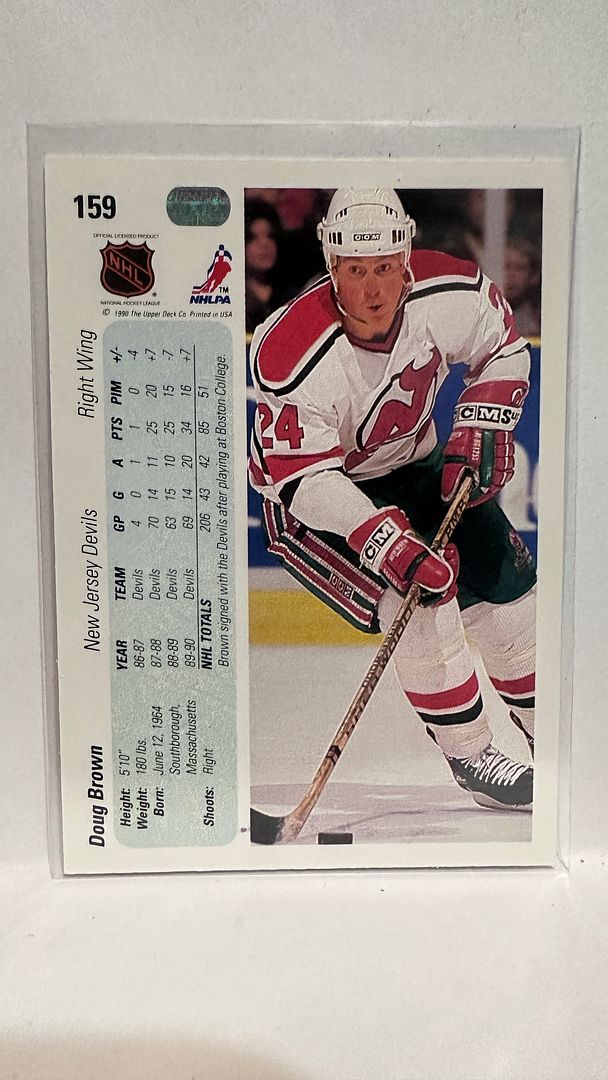 159
OFFICIAL LICENSED PRODUCT
NHL
NATIONAL HOCKEY LEAGUE
NHLPA
TM
© 1990 The Upper Deck Co. Printed in USA
Doug Brown New Jersey Devils Right Wing
Height: 5'10"
Weight: 180 lbs.
Born: June 12, 1964
Southborough,
Massachusetts
Shoots: Right
YEAR TEAM GP G A PTS PIM +/-
86-87 Devils 4 0 1 1 0 -4
87-88 Devils 70 14 11 25 20 +7
88-89 Devils 63 15 10 25 15 -7
89-90 Devils 69 14 20 34 16 +7
NHL TOTALS 206 43 42 85 51
Brown signed with the Devils after playing at Boston College.
CCM
24
24
CCM
CCM
CCM